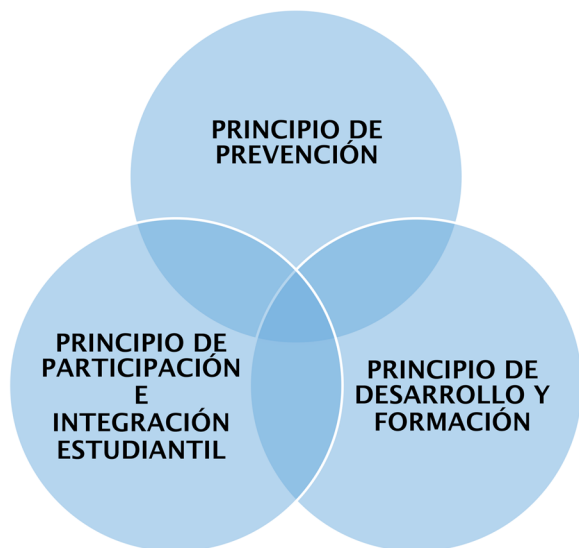 PRINCIPIO DE
PREVENCIÓN
PRINCIPIO DE
PARTICIPACIÓN
E
INTEGRACIÓN
ESTUDIANTIL
PRINCIPIO DE
DESARROLLO Y
FORMACIÓN